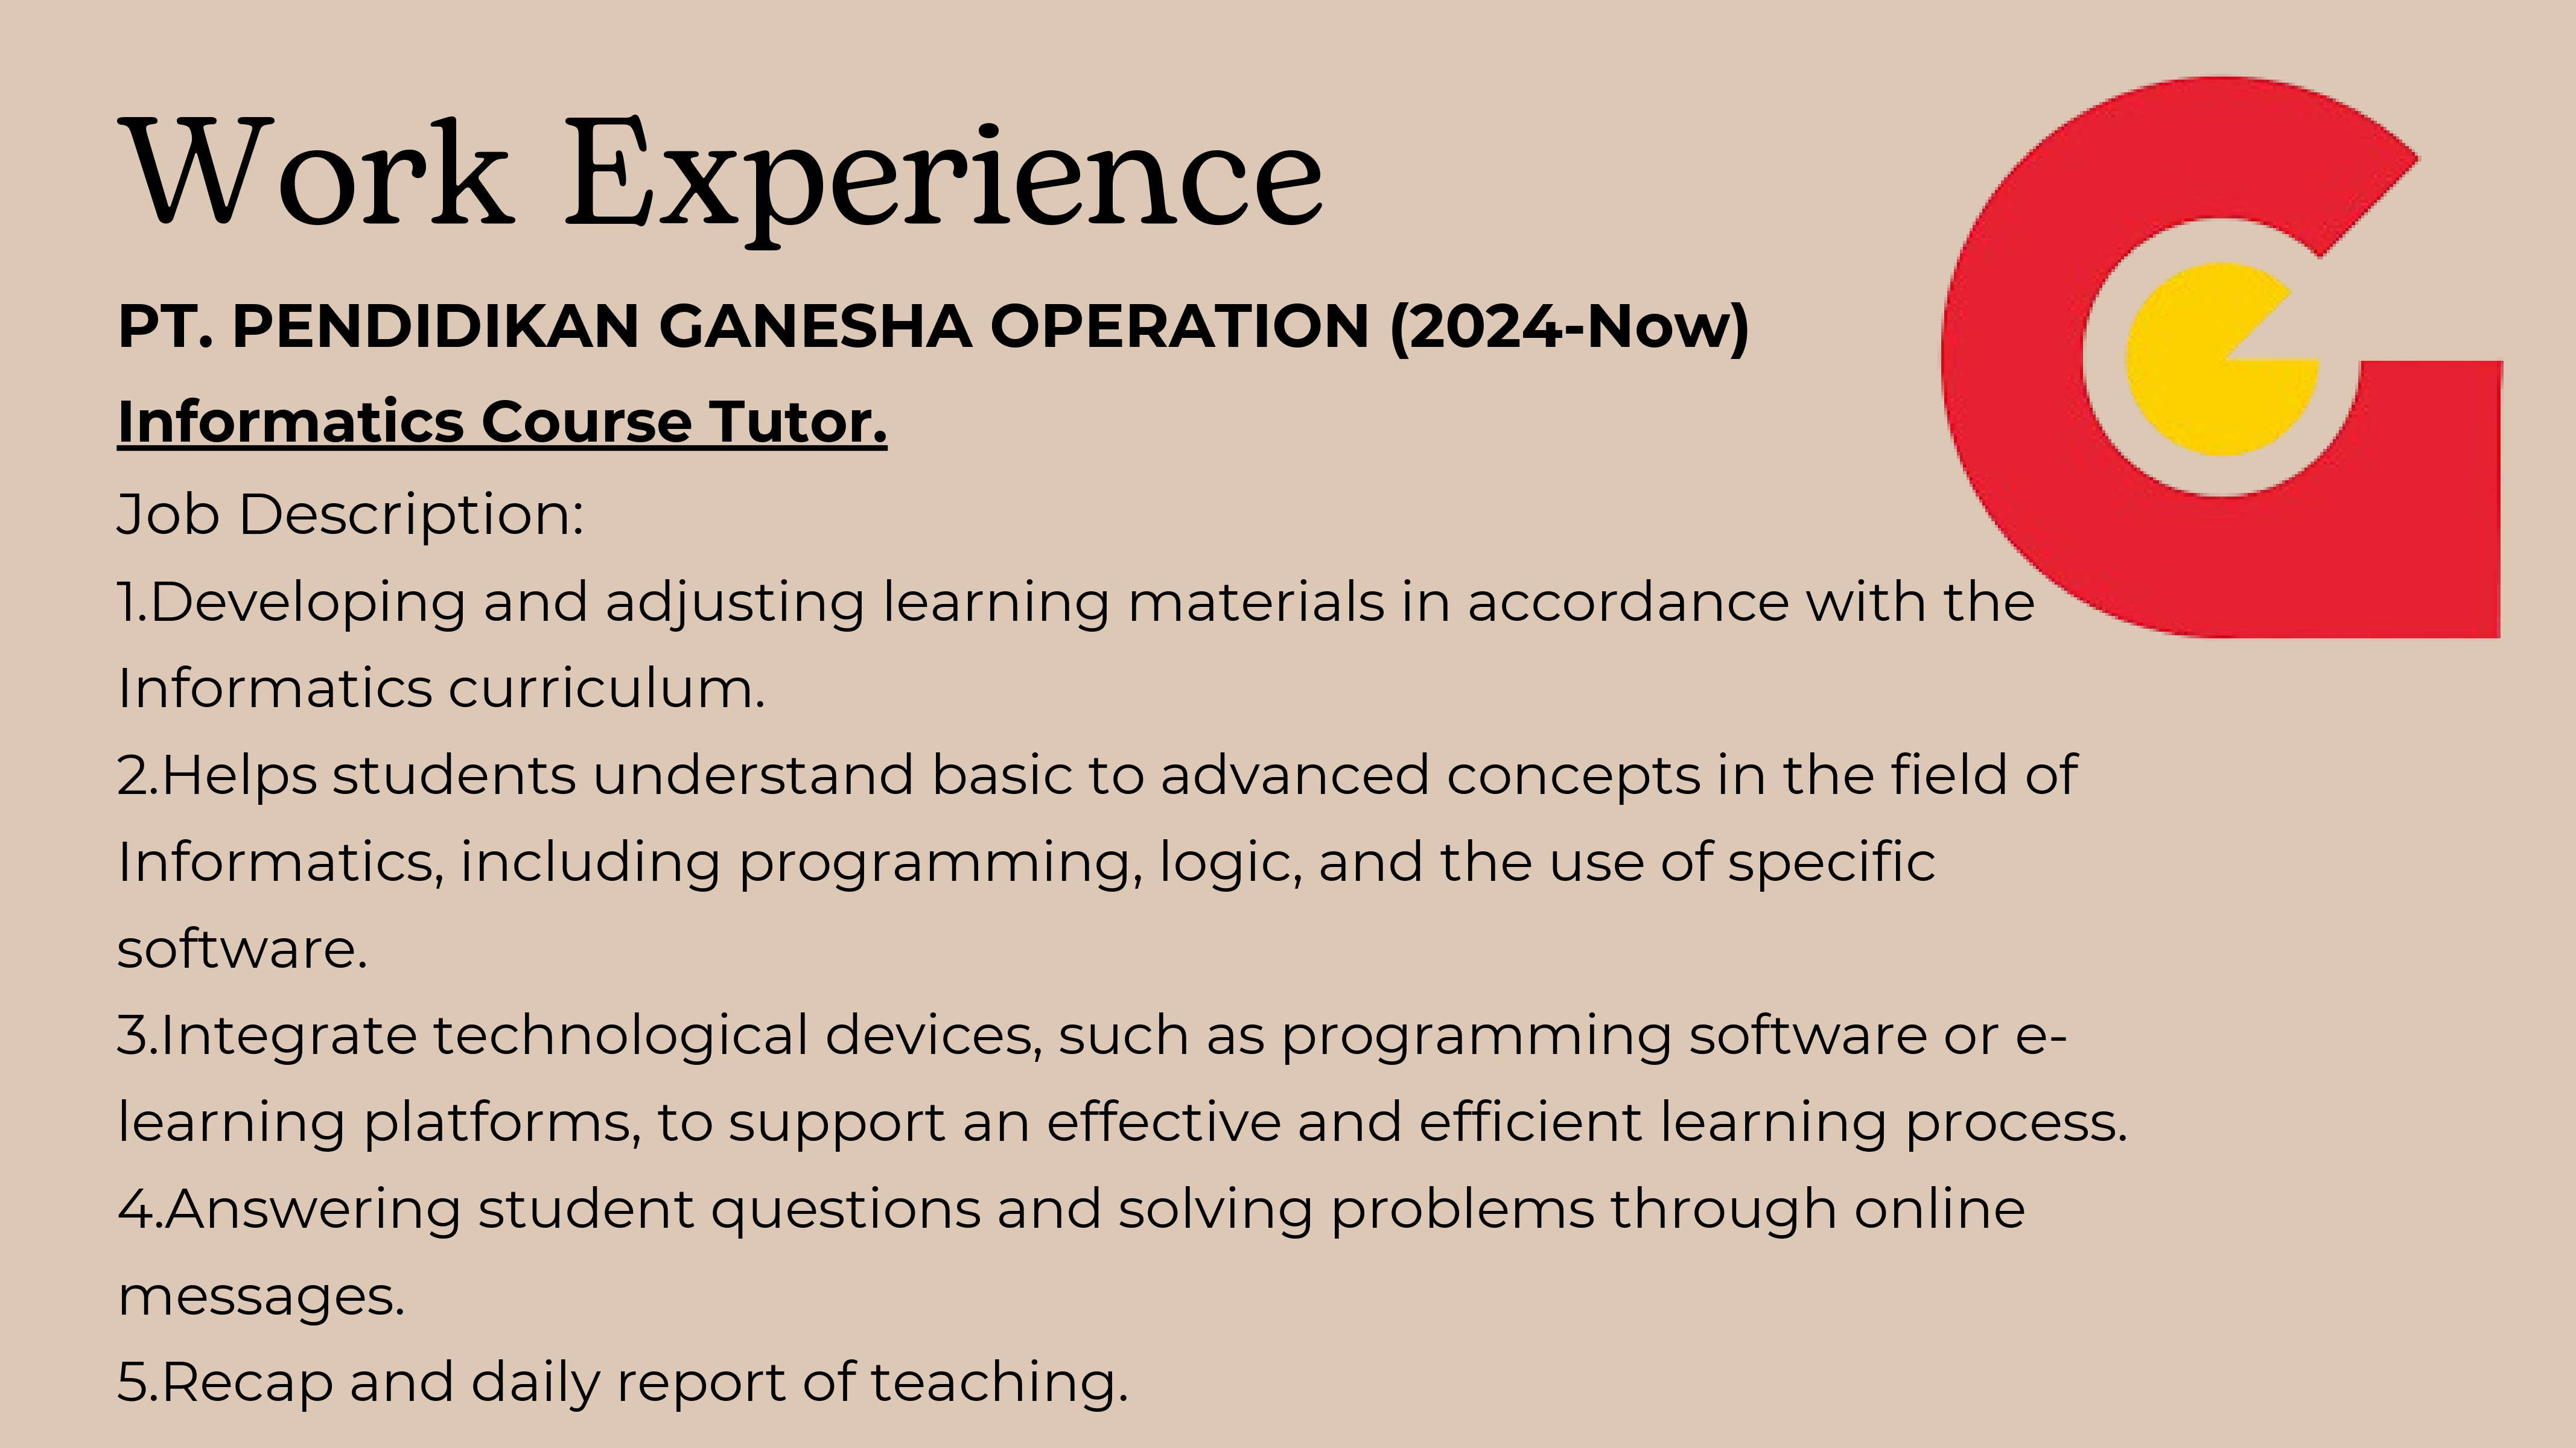 Work Experience
PT. PENDIDIKAN GANESHA OPERATION (2024-Now)
Informatics Course Tutor.
Job Description:
1.Developing and adjusting learning materials in accordance with the
Informatics curriculum.
2.Helps students understand basic to advanced concepts in the field of
Informatics, including programming, logic, and the use of specific
software.
3.Integrate technological devices, such as programming software or e-
learning platforms, to support an effective and efficient learning process.
4.Answering student questions and solving problems through online
messages.
5.Recap and daily report of teaching.